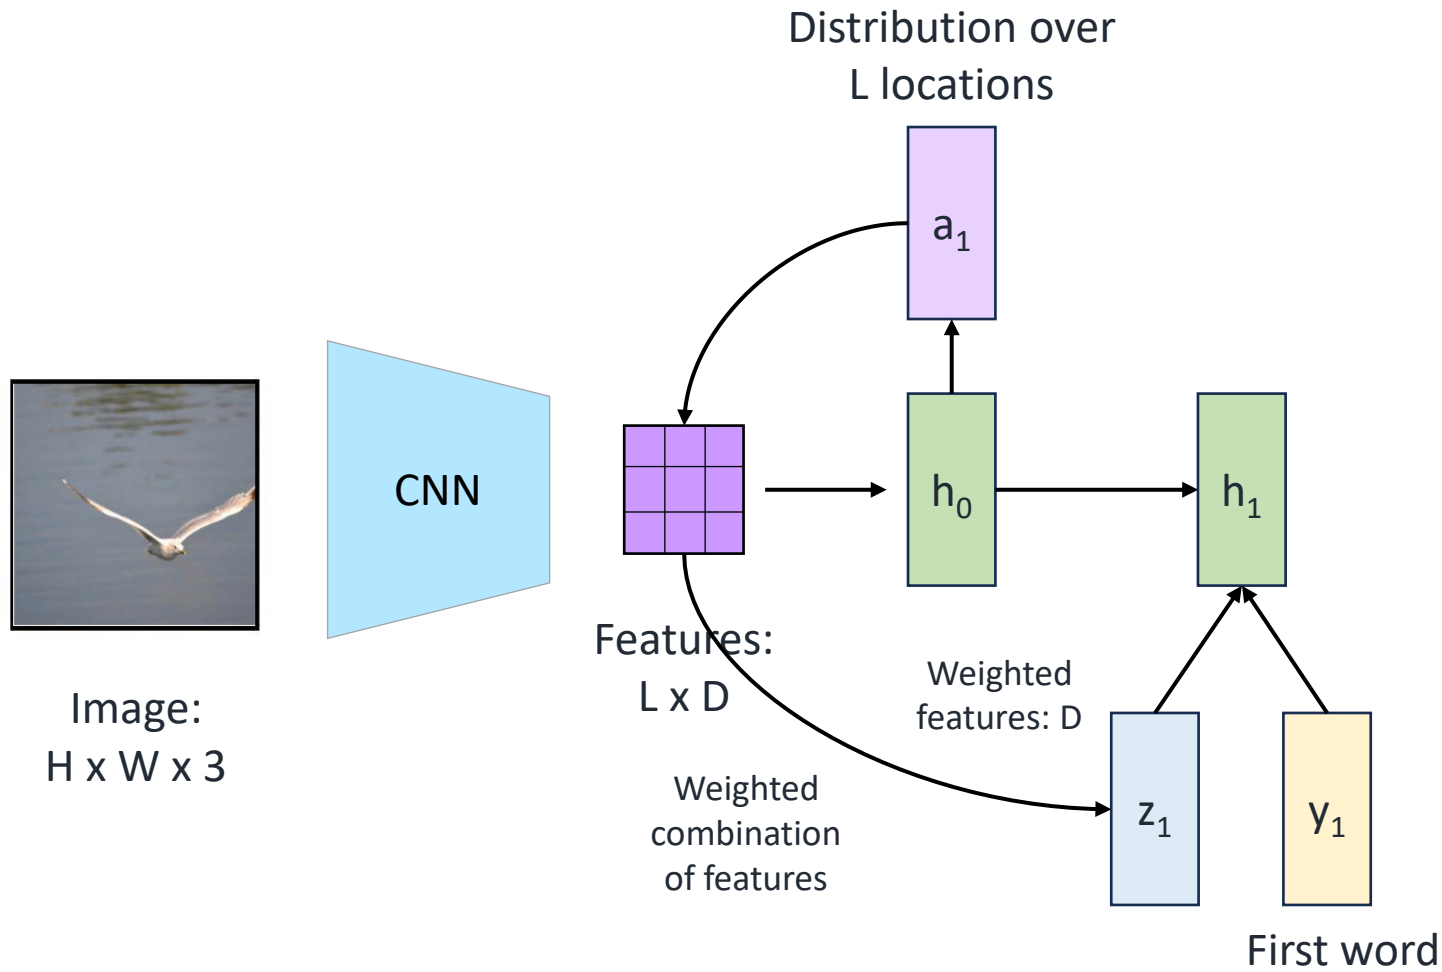 Distribution over
L locations
a₁
CNN
h₀
h₁
Features:
L x D
Image:
H x W x 3
Weighted
features: D
Weighted
combination
of features
z₁
y₁
First word